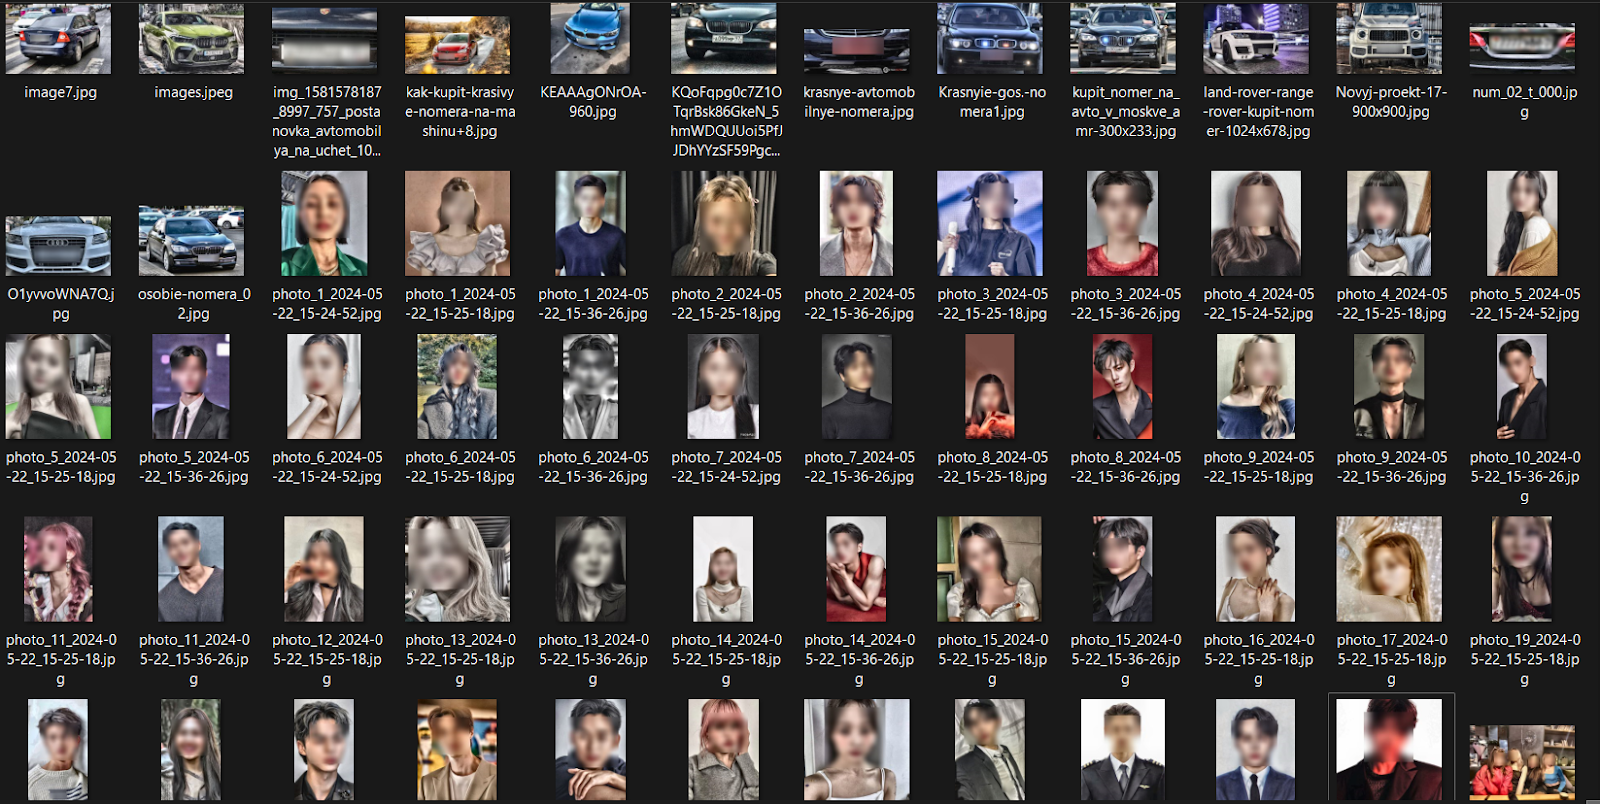 image7.jpg
images.jpeg
img_1581578187
_8997_757_posta
novka_avtomobil
ya_na_uchet_10...
kak-kupit-krasivy
e-nomera-na-ma
shinu+8.jpg
KEAAAgONrOA-
960.jpg
KQoFqpg0c7Z1O
TqrBsk86GkeN_5
hmWDQUUoi5PfJ
JDhYYzSF59Pgc...
krasnye-avtomob
ilnye-nomera.jpg
Krasnyie-gos.-no
mera1.jpg
kupit_nomer_na_
avto_v_moskve_a
mr-300x233.jpg
land-rover-range
-rover-kupit-nom
er-1024x678.jpg
Novyj-proekt-17-
900x900.jpg
num_02_t_000.jp
g
O1yvvoWNA7Q.j
pg
osobie-nomera_0
2.jpg
photo_1_2024-05
-22_15-24-52.jpg
photo_1_2024-05
-22_15-25-18.jpg
photo_1_2024-05
-22_15-36-26.jpg
photo_2_2024-05
-22_15-25-18.jpg
photo_2_2024-05
-22_15-36-26.jpg
photo_3_2024-05
-22_15-25-18.jpg
photo_3_2024-05
-22_15-36-26.jpg
photo_4_2024-05
-22_15-24-52.jpg
photo_4_2024-05
-22_15-25-18.jpg
photo_5_2024-05
-22_15-24-52.jpg
photo_5_2024-05
-22_15-25-18.jpg
photo_5_2024-05
-22_15-36-26.jpg
photo_6_2024-05
-22_15-24-52.jpg
photo_6_2024-05
-22_15-25-18.jpg
photo_6_2024-05
-22_15-36-26.jpg
photo_7_2024-05
-22_15-24-52.jpg
photo_7_2024-05
-22_15-36-26.jpg
photo_8_2024-05
-22_15-25-18.jpg
photo_8_2024-05
-22_15-36-26.jpg
photo_9_2024-05
-22_15-25-18.jpg
photo_9_2024-05
-22_15-36-26.jpg
photo_10_2024-0
5-22_15-36-26.jp
g
photo_11_2024-0
5-22_15-25-18.jp
g
photo_11_2024-0
5-22_15-36-26.jp
g
photo_12_2024-0
5-22_15-25-18.jp
g
photo_13_2024-0
5-22_15-25-18.jp
g
photo_13_2024-0
5-22_15-36-26.jp
g
photo_14_2024-0
5-22_15-25-18.jp
g
photo_14_2024-0
5-22_15-36-26.jp
g
photo_15_2024-0
5-22_15-25-18.jp
g
photo_15_2024-0
5-22_15-36-26.jp
g
photo_16_2024-0
5-22_15-25-18.jp
g
photo_17_2024-0
5-22_15-25-18.jp
g
photo_19_2024-0
5-22_15-25-18.jp
g